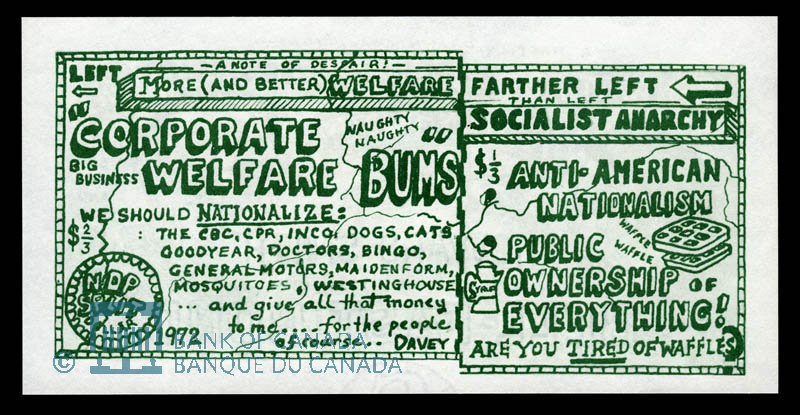 — A NOTE OF DESPAIR! —
LEFT
MORE (AND BETTER) WELFARE
"CORPORATE
BIG
BUSINESS
WELFARE
NAUGHTY
NAUGHTY
BUMS"
WE SHOULD NATIONALIZE:
$ 2/3
: THE CBC, CPR, INCO, DOGS, CATS
GOODYEAR, DOCTORS, BINGO,
GENERAL MOTORS, MAIDENFORM,
MOSQUITOES, WESTINGHOUSE
... and give all that money
to me .... for the people
of course .. DAVEY
NDP
1972
FARTHER LEFT
THAN LEFT
SOCIALIST ANARCHY
$ 1/3
ANTI-AMERICAN
NATIONALISM
WAFFLE
WAFFLE
PUBLIC
OWNERSHIP OF
EVERYTHING!
SYRUP
ARE YOU TIRED OF WAFFLES?
© BANK OF CANADA
BANQUE DU CANADA